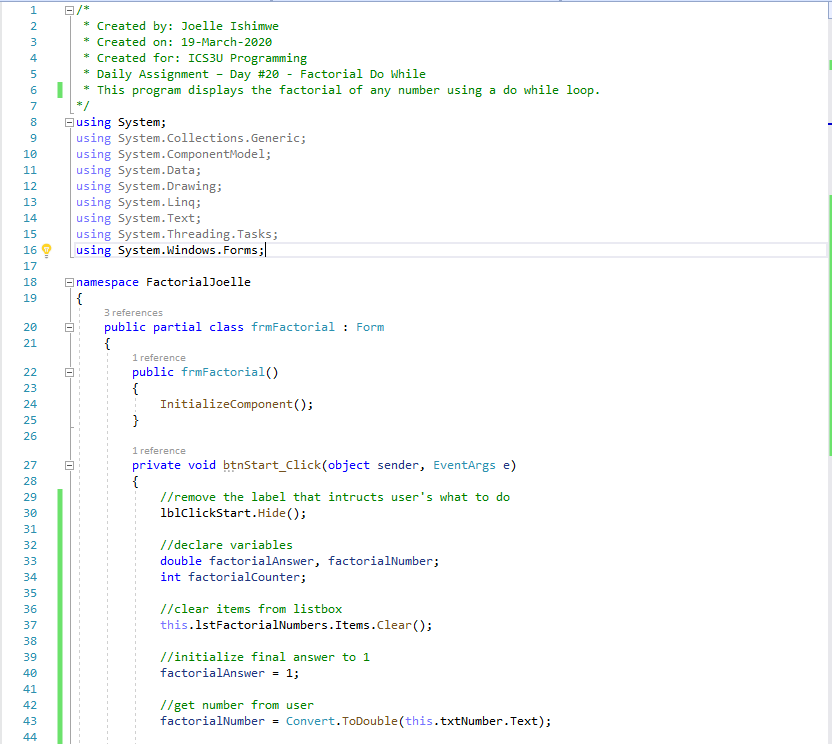 1 /*
2 * Created by: Joelle Ishimwe
3 * Created on: 19-March-2020
4 * Created for: ICS3U Programming
5 * Daily Assignment – Day #20 - Factorial Do While
6 * This program displays the factorial of any number using a do while loop.
7 */
8 using System;
9 using System.Collections.Generic;
10 using System.ComponentModel;
11 using System.Data;
12 using System.Drawing;
13 using System.Linq;
14 using System.Text;
15 using System.Threading.Tasks;
16 using System.Windows.Forms;
17
18 namespace FactorialJoelle
19 {
3 references
20 public partial class frmFactorial : Form
21 {
1 reference
22 public frmFactorial()
23 {
24 InitializeComponent();
25 }
26
1 reference
27 private void btnStart_Click(object sender, EventArgs e)
28 {
29 //remove the label that intructs user's what to do
30 lblClickStart.Hide();
31
32 //declare variables
33 double factorialAnswer, factorialNumber;
34 int factorialCounter;
35
36 //clear items from listbox
37 this.lstFactorialNumbers.Items.Clear();
38
39 //initialize final answer to 1
40 factorialAnswer = 1;
41
42 //get number from user
43 factorialNumber = Convert.ToDouble(this.txtNumber.Text);
44